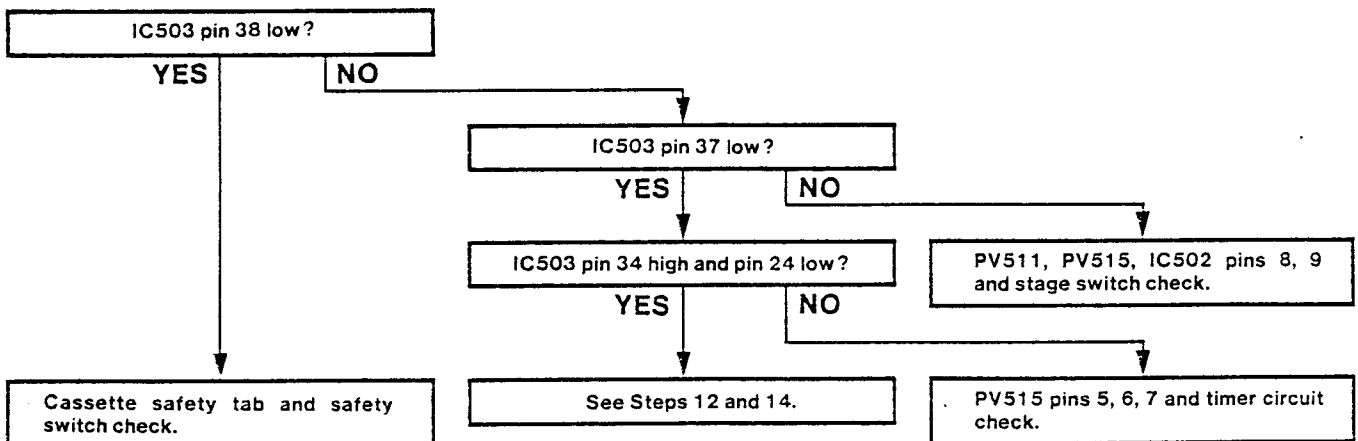 IC503 pin 38 low?
YES
NO
IC503 pin 37 low?
YES
NO
IC503 pin 34 high and pin 24 low?
PV511, PV515, IC502 pins 8, 9
and stage switch check.
YES
NO
Cassette safety tab and safety
switch check.
See Steps 12 and 14.
PV515 pins 5, 6, 7 and timer circuit
check.